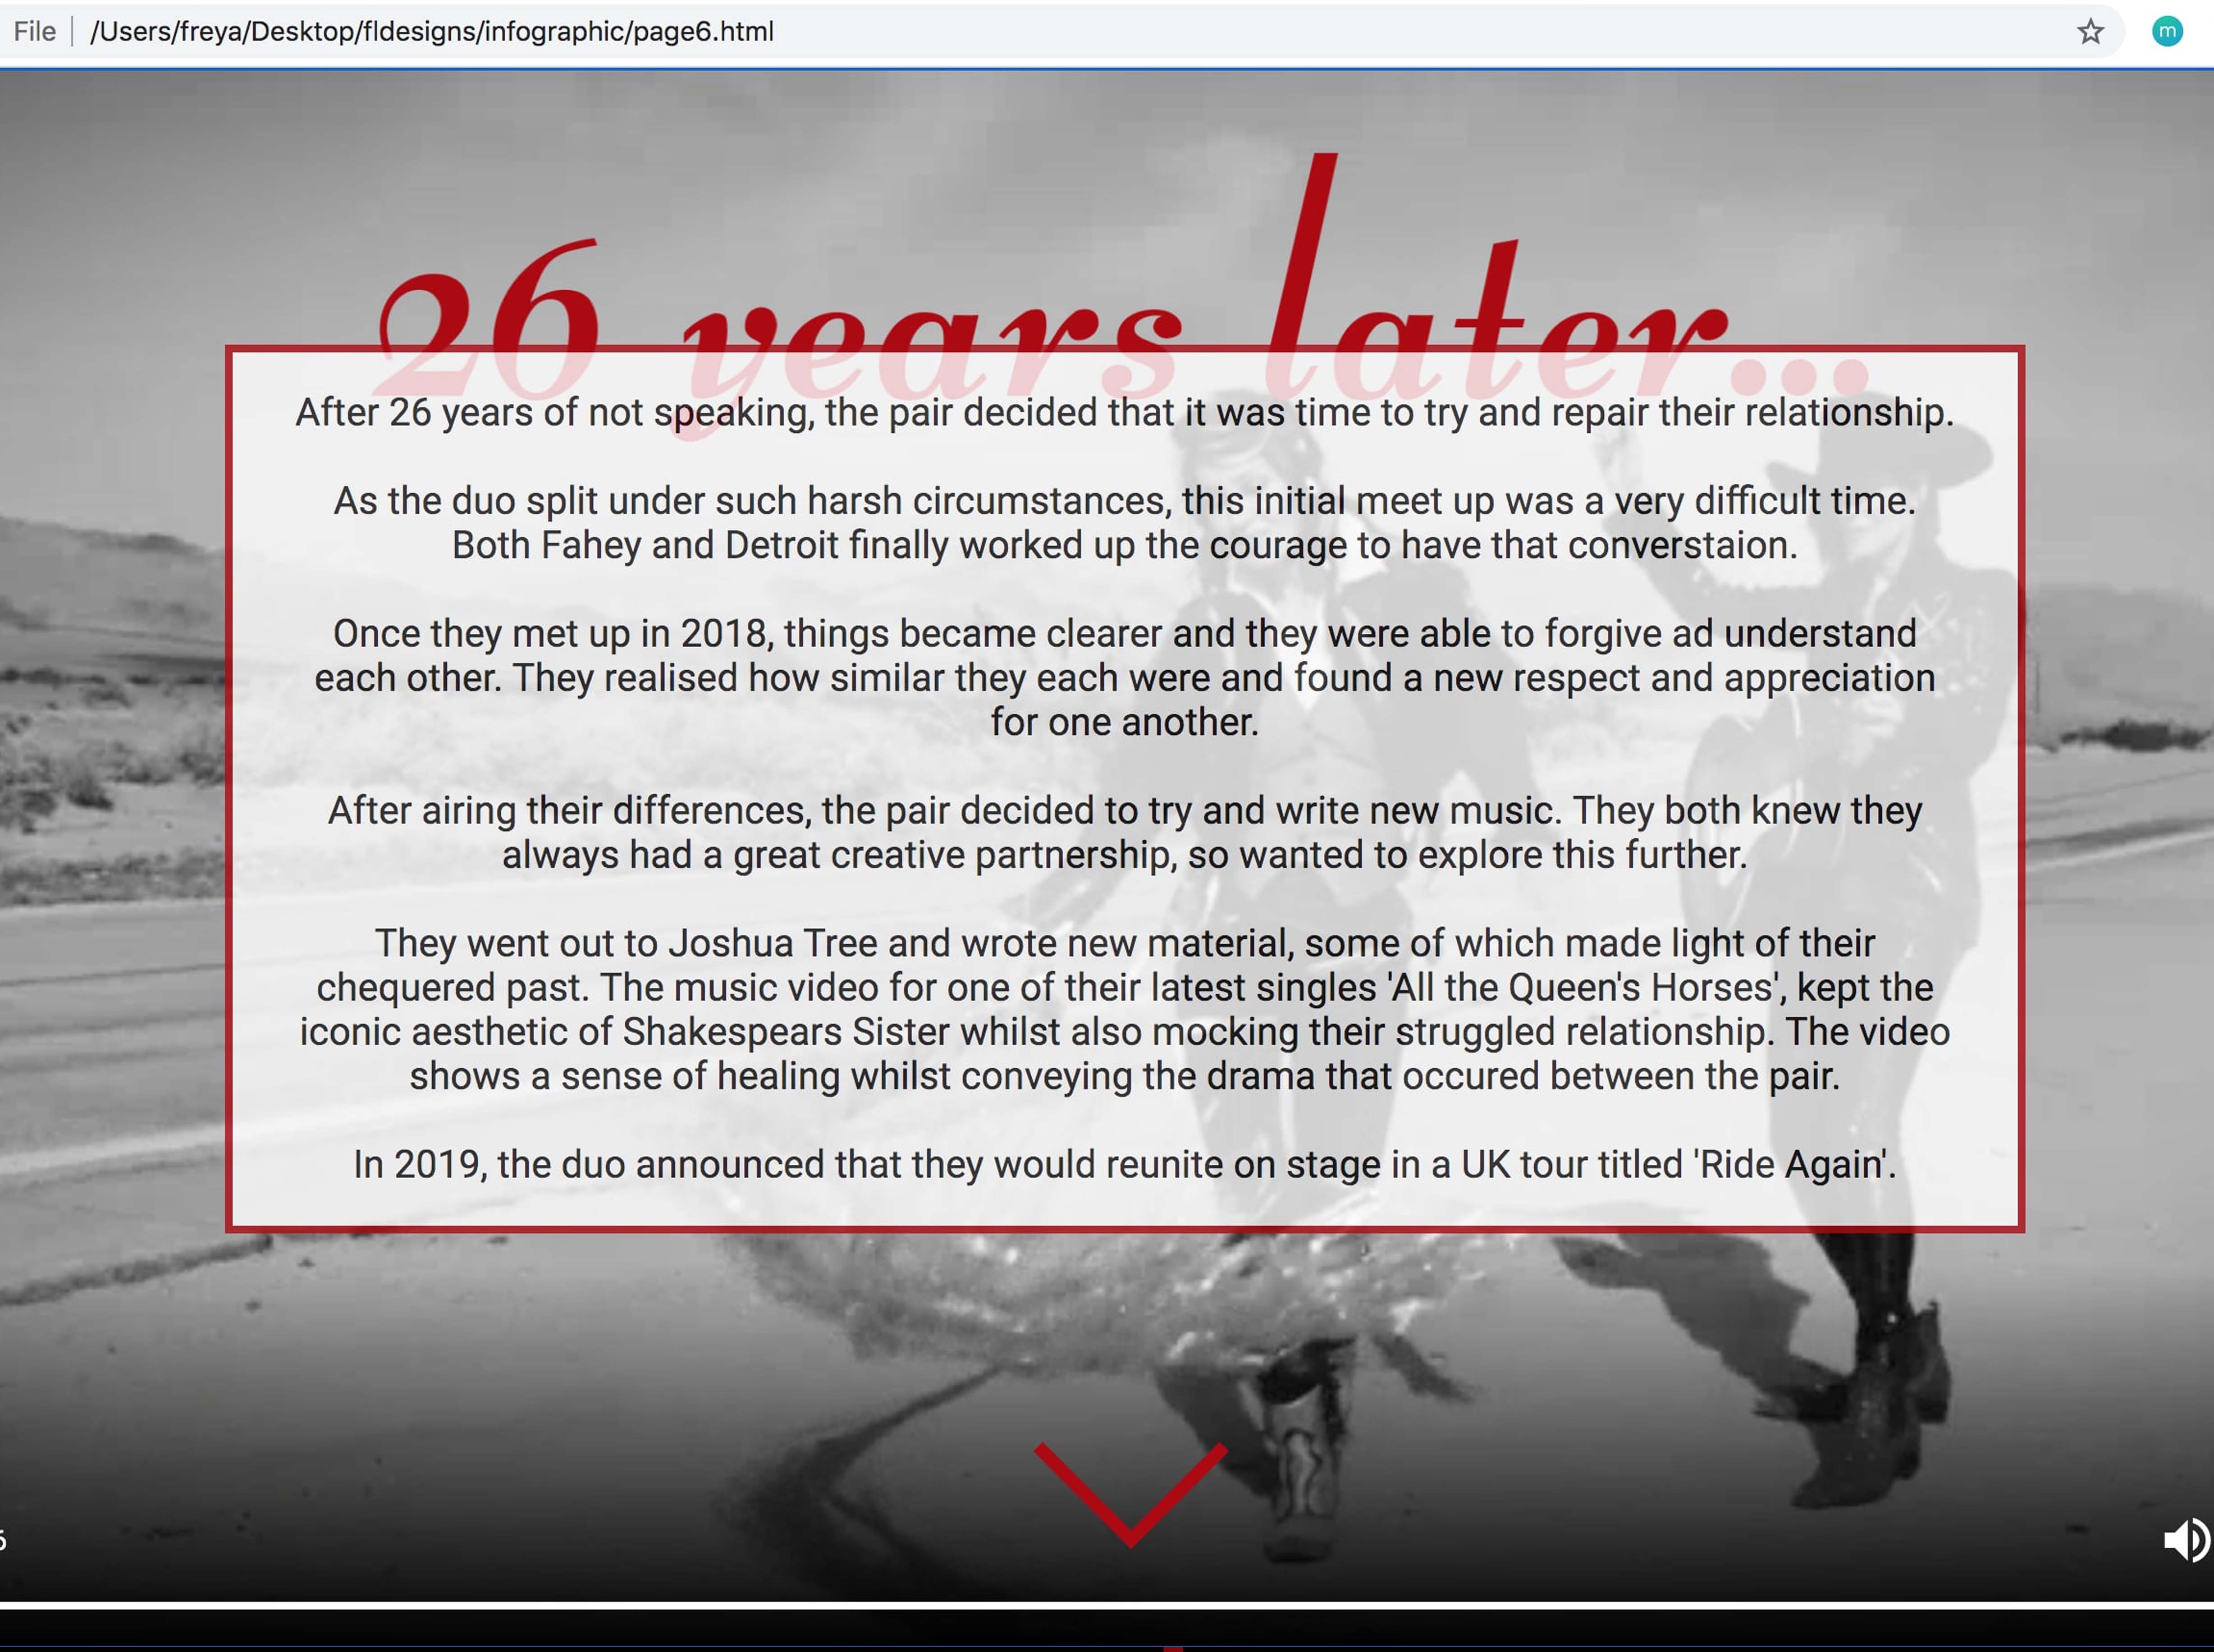 File
/Users/freya/Desktop/fldesigns/infographic/page6.html
m
26 years later...
After 26 years of not speaking, the pair decided that it was time to try and repair their relationship.
As the duo split under such harsh circumstances, this initial meet up was a very difficult time.
Both Fahey and Detroit finally worked up the courage to have that converstaion.
Once they met up in 2018, things became clearer and they were able to forgive ad understand
each other. They realised how similar they each were and found a new respect and appreciation
for one another.
After airing their differences, the pair decided to try and write new music. They both knew they
always had a great creative partnership, so wanted to explore this further.
They went out to Joshua Tree and wrote new material, some of which made light of their
chequered past. The music video for one of their latest singles 'All the Queen's Horses', kept the
iconic aesthetic of Shakespears Sister whilst also mocking their struggled relationship. The video
shows a sense of healing whilst conveying the drama that occured between the pair.
In 2019, the duo announced that they would reunite on stage in a UK tour titled 'Ride Again'.